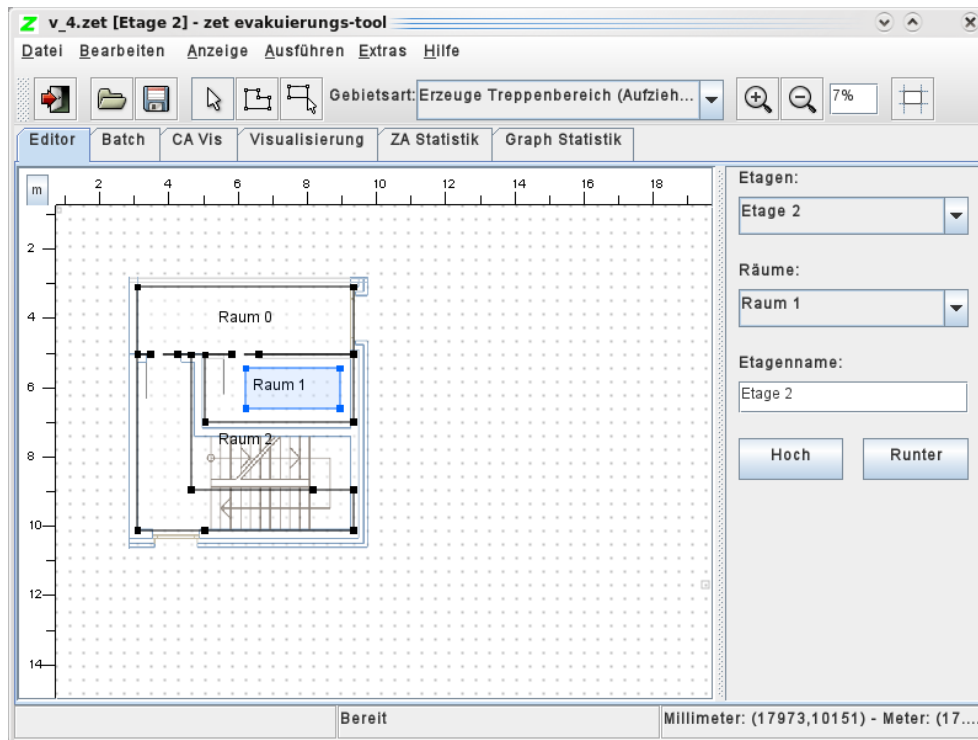 v_4.zet [Etage 2] - zet evakuierungs-tool
Datei Bearbeiten Anzeige Ausführen Extras Hilfe
Gebietsart: Erzeuge Treppenbereich (Aufzieh... 7%
Editor Batch CA Vis Visualisierung ZA Statistik Graph Statistik
m 2 4 6 8 10 12 14 16 18
2
4
6
8
10
12
14
Raum 0
Raum 1
Raum 2
Etagen:
Etage 2
Räume:
Raum 1
Etagenname:
Etage 2
Hoch Runter
Bereit Millimeter: (17973,10151) - Meter: (17....